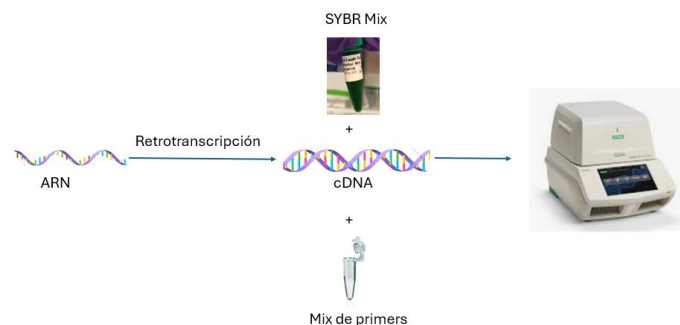 SYBR Mix
+
Retrotranscripción
ARN
cDNA
+
Mix de primers